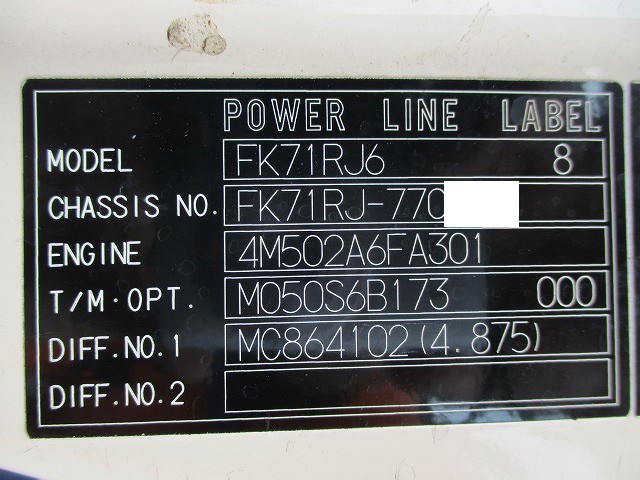 POWER LINE LABEL
MODEL FK71RJ6 8
CHASSIS NO. FK71RJ-770
ENGINE 4M502A6FA301
T/M·OPT. M050S6B173 000
DIFF.NO.1 MC864102(4.875)
DIFF.NO.2